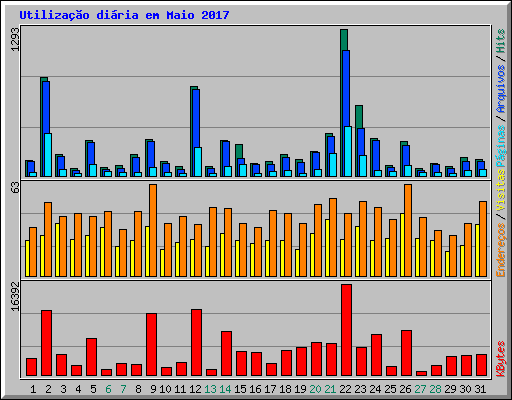 Utilização diária em Maio 2017
1293
63
16392
Endereços / Visitas Páginas / Arquivos / Hits
KBytes
1 2 3 4 5 6 7 8 9 10 11 12 13 14 15 16 17 18 19 20 21 22 23 24 25 26 27 28 29 30 31